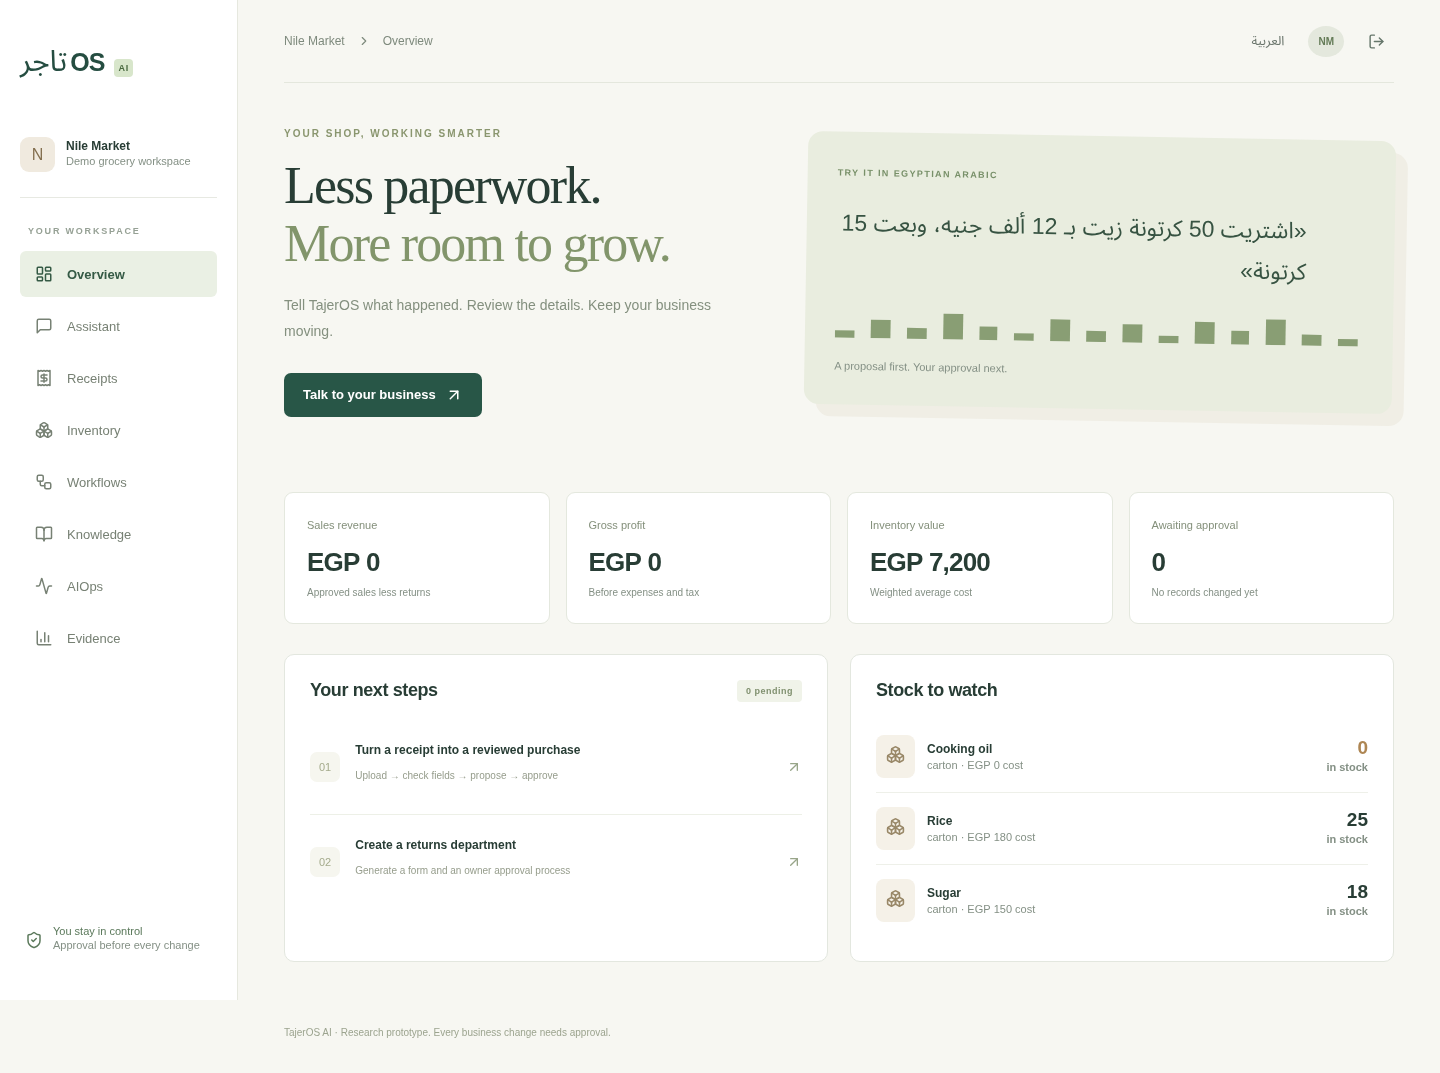 تاجر OS AI
Nile Market
Demo grocery workspace
YOUR WORKSPACE
Overview
Assistant
Receipts
Inventory
Workflows
Knowledge
AIOps
Evidence
You stay in control
Approval before every change
Nile Market > Overview
العربية
NM
YOUR SHOP, WORKING SMARTER
Less paperwork.
More room to grow.
Tell TajerOS what happened. Review the details. Keep your business
moving.
Talk to your business
TRY IT IN EGYPTIAN ARABIC
«اشتريت 50 كرتونة زيت بـ 12 ألف جنيه، وبعت 15
كرتونة»
A proposal first. Your approval next.
Sales revenue
EGP 0
Approved sales less returns
Gross profit
EGP 0
Before expenses and tax
Inventory value
EGP 7,200
Weighted average cost
Awaiting approval
0
No records changed yet
Your next steps
0 pending
01
Turn a receipt into a reviewed purchase
Upload → check fields → propose → approve
02
Create a returns department
Generate a form and an owner approval process
Stock to watch
Cooking oil
carton · EGP 0 cost
0
in stock
Rice
carton · EGP 180 cost
25
in stock
Sugar
carton · EGP 150 cost
18
in stock
TajerOS AI · Research prototype. Every business change needs approval.
N